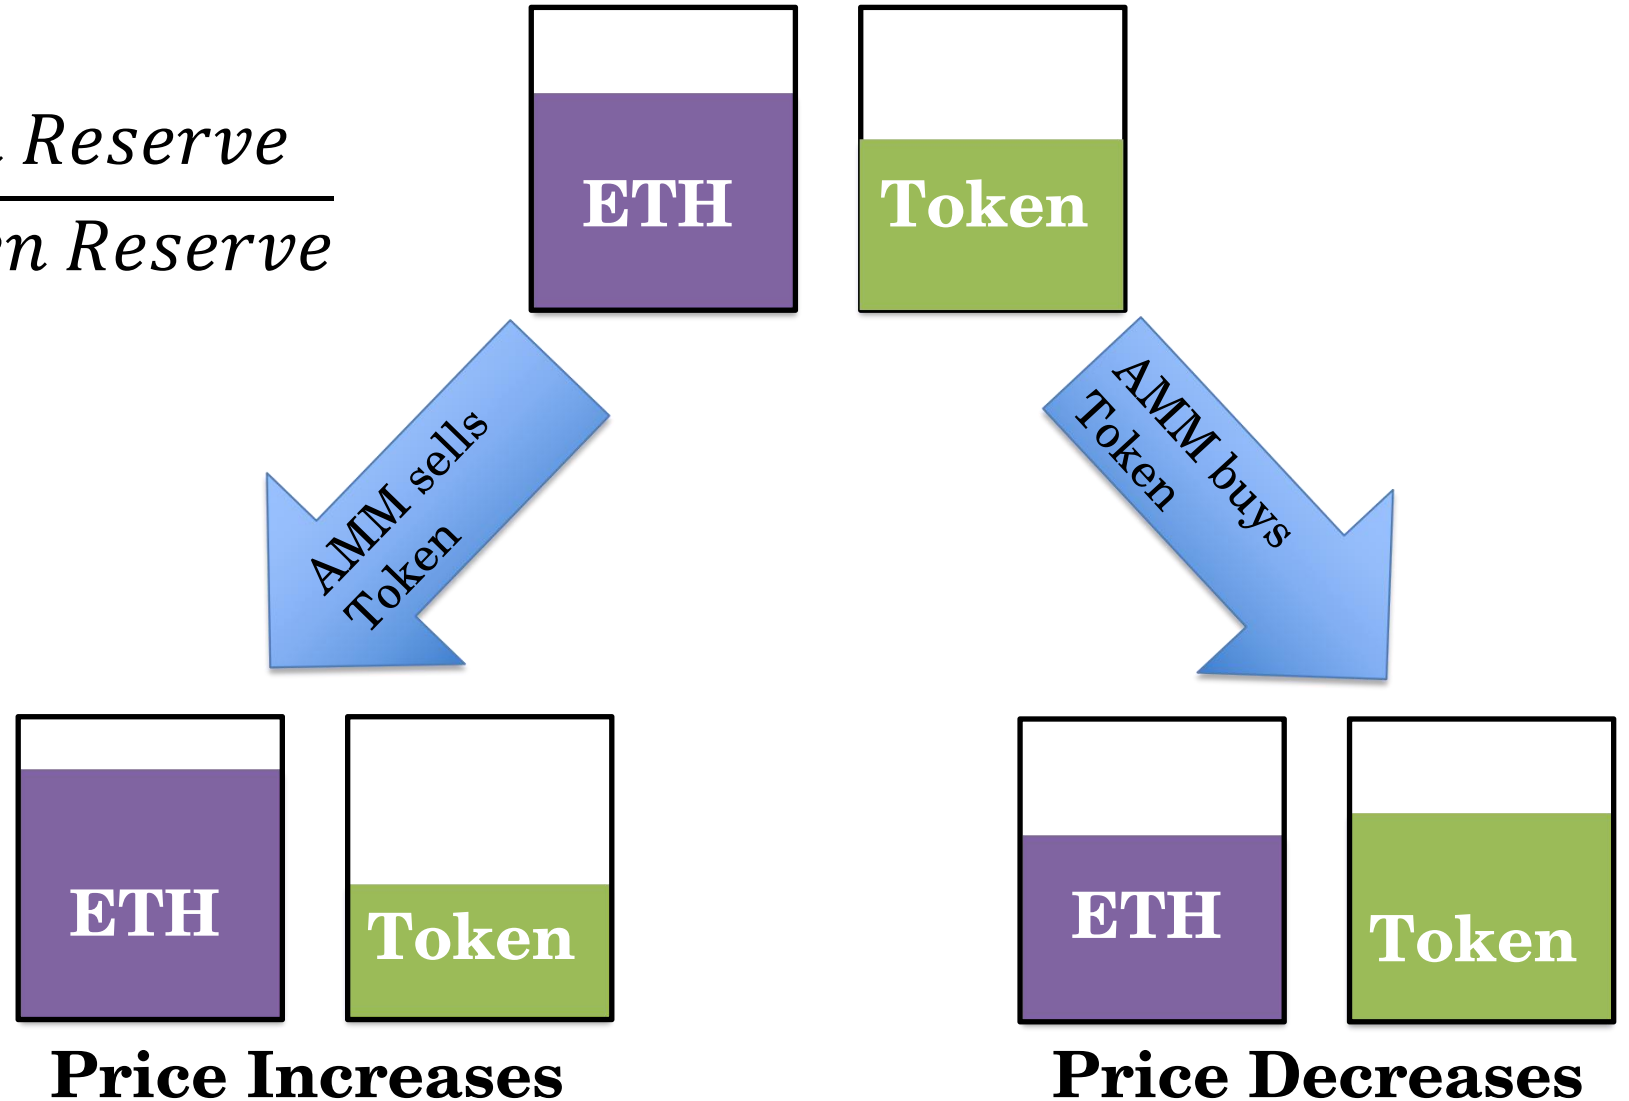 Reserve
n Reserve
ETH
Token
AMM sells
Token
AMM buys
Token
ETH
Token
ETH
Token
Price Increases
Price Decreases